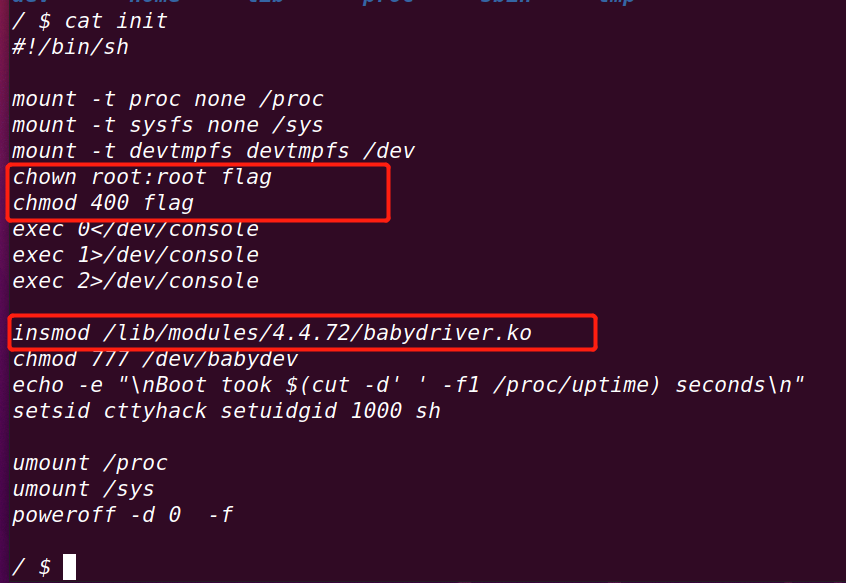 / $ cat init
#!/bin/sh
mount -t proc none /proc
mount -t sysfs none /sys
mount -t devtmpfs devtmpfs /dev
chown root:root flag
chmod 400 flag
exec 0</dev/console
exec 1>/dev/console
exec 2>/dev/console
insmod /lib/modules/4.4.72/babydriver.ko
chmod 777 /dev/babydev
echo -e "\nBoot took $(cut -d' ' -f1 /proc/uptime) seconds\n"
setsid cttyhack setuidgid 1000 sh
umount /proc
umount /sys
poweroff -d 0  -f
/ $